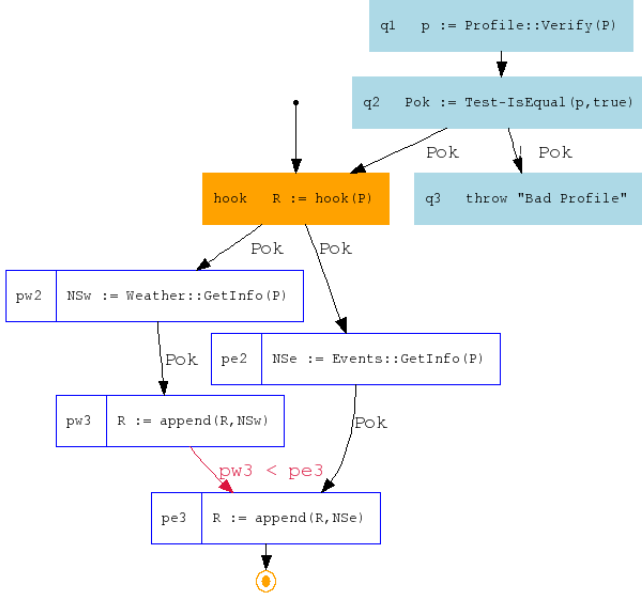 q1 p := Profile::Verify(P)
q2 Pok := Test-IsEqual(p,true)
Pok
! Pok
hook R := hook(P)
q3 throw "Bad Profile"
Pok
Pok
pw2 NSw := Weather::GetInfo(P)
pe2 NSe := Events::GetInfo(P)
Pok
pw3 R := append(R,NSw)
Pok
pw3 < pe3
pe3 R := append(R,NSe)